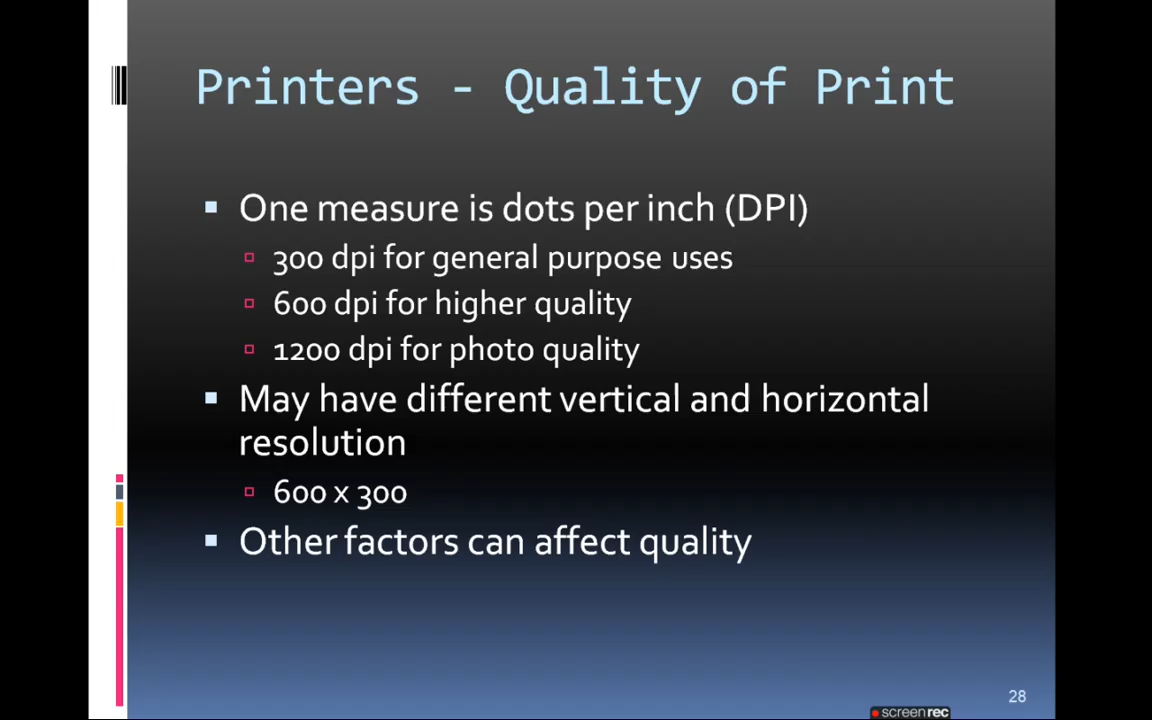 Printers - Quality of Print
One measure is dots per inch (DPI)
300 dpi for general purpose uses
600 dpi for higher quality
1200 dpi for photo quality
May have different vertical and horizontal
resolution
600 x 300
Other factors can affect quality
28
screenrec